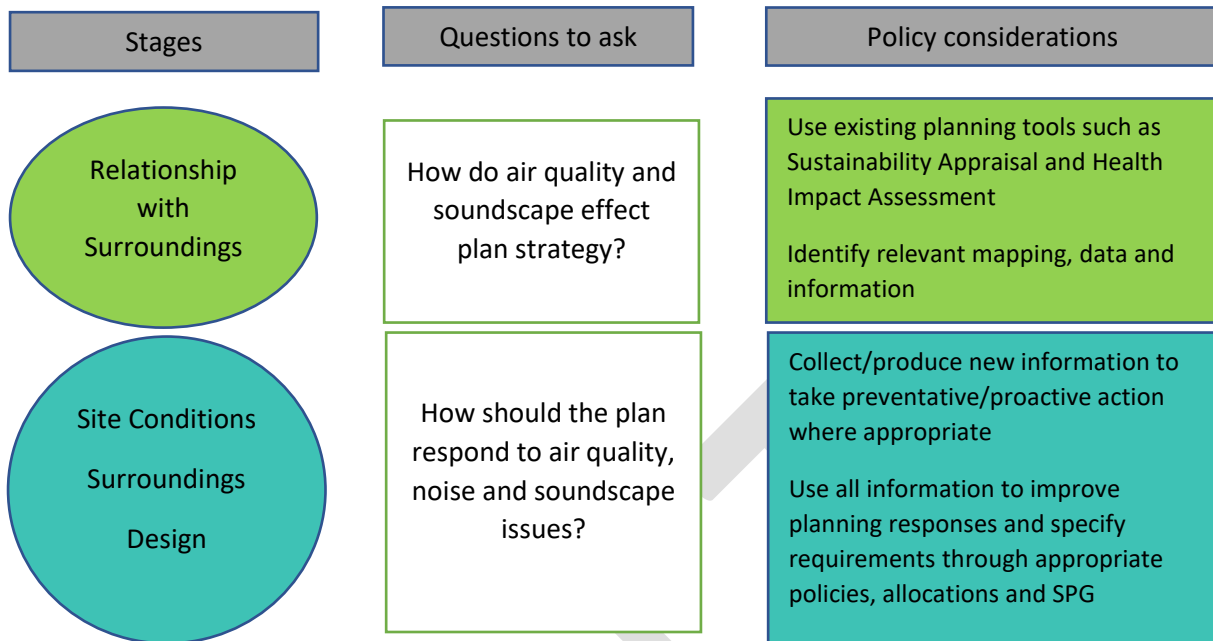 Stages
Questions to ask
Policy considerations
Relationship
with
Surroundings
How do air quality and
soundscape effect
plan strategy?
Use existing planning tools such as
Sustainability Appraisal and Health
Impact Assessment
Identify relevant mapping, data and
information
Site Conditions
Surroundings
Design
How should the plan
respond to air quality,
noise and soundscape
issues?
Collect/produce new information to
take preventative/proactive action
where appropriate
Use all information to improve
planning responses and specify
requirements through appropriate
policies, allocations and SPG